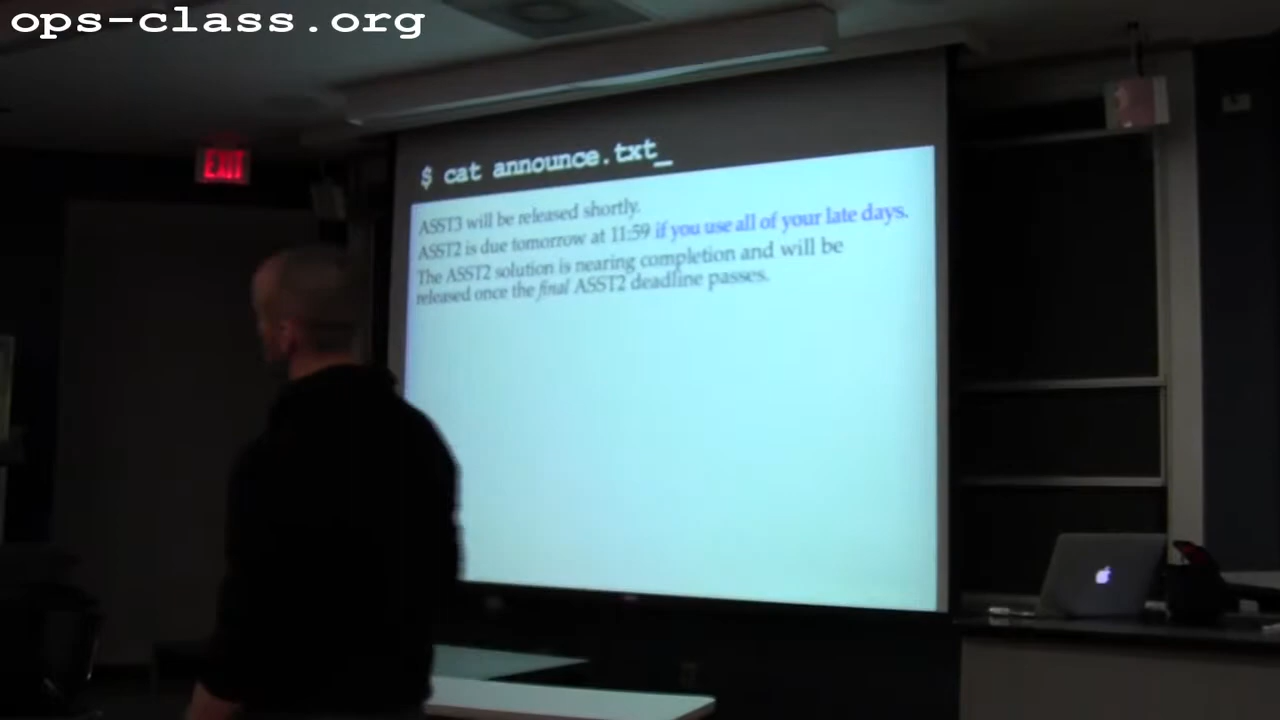 ops-class.org
EXIT
$ cat announce.txt_
ASST3 will be released shortly.
ASST2 is due tomorrow at 11:59 if you use all of your late days.
The ASST2 solution is nearing completion and will be
released once the final ASST2 deadline passes.